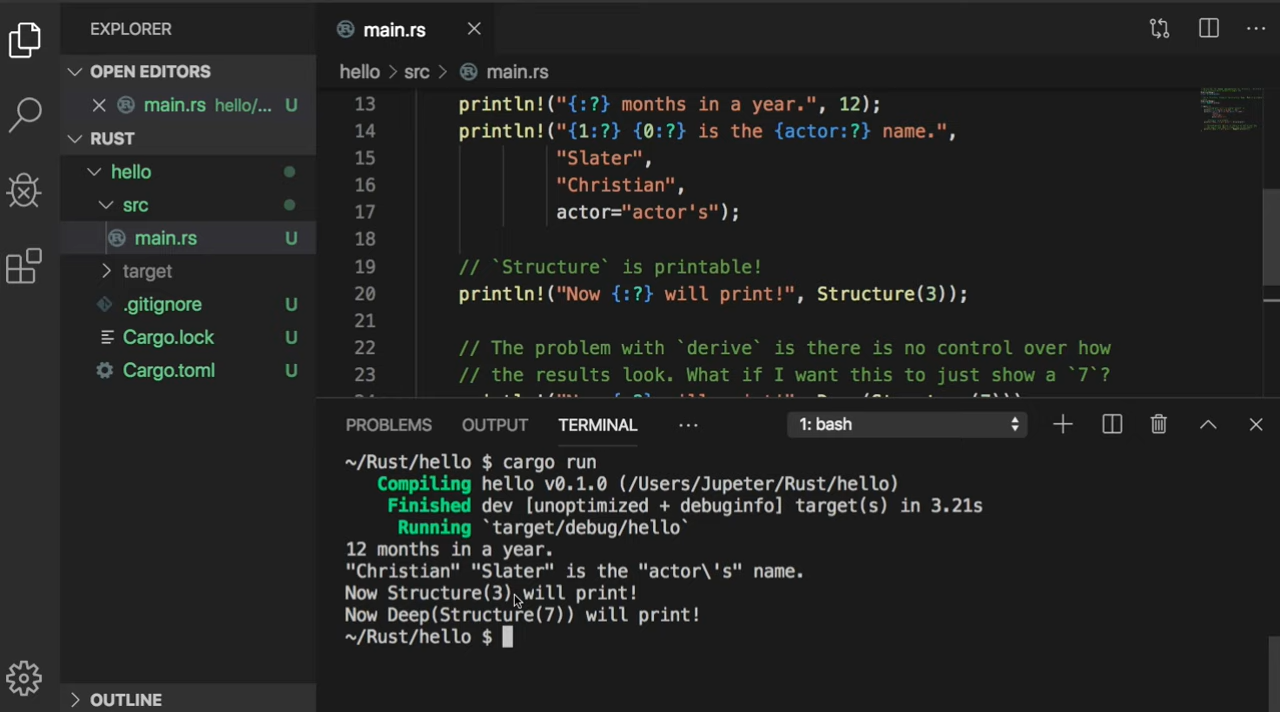 EXPLORER
OPEN EDITORS
main.rs hello/... U
RUST
hello
src
main.rs U
target
.gitignore U
Cargo.lock U
Cargo.toml U
OUTLINE
main.rs
hello > src > main.rs
13 println!("{:?} months in a year.", 12);
14 println!("{1:?} {0:?} is the {actor:?} name.",
15 "Slater",
16 "Christian",
17 actor="actor's");
18
19 // `Structure` is printable!
20 println!("Now {:?} will print!", Structure(3));
21
22 // The problem with `derive` is there is no control over how
23 // the results look. What if I want this to just show a `7`?
PROBLEMS OUTPUT TERMINAL ... 1: bash
~/Rust/hello $ cargo run
Compiling hello v0.1.0 (/Users/Jupeter/Rust/hello)
Finished dev [unoptimized + debuginfo] target(s) in 3.21s
Running `target/debug/hello`
12 months in a year.
"Christian" "Slater" is the "actor\'s" name.
Now Structure(3) will print!
Now Deep(Structure(7)) will print!
~/Rust/hello $